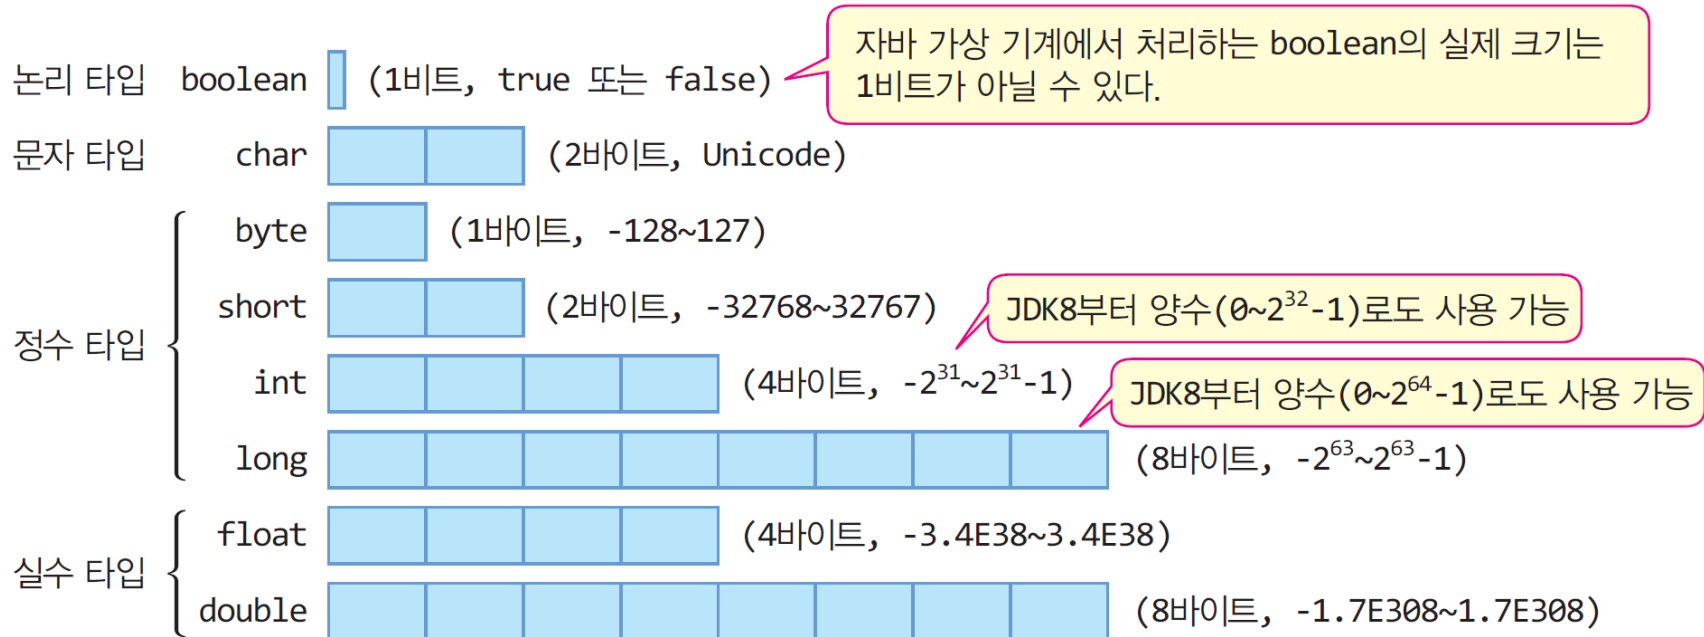 자바 가상 기계에서 처리하는 boolean의 실제 크기는
1비트가 아닐 수 있다.
논리 타입 boolean (1비트, true 또는 false)
문자 타입 char (2바이트, Unicode)
byte (1바이트, -128~127)
short (2바이트, -32768~32767)
JDK8부터 양수(0~2³²-1)로도 사용 가능
정수 타입
int (4바이트, -2³¹~2³¹-1)
JDK8부터 양수(0~2⁶⁴-1)로도 사용 가능
long (8바이트, -2⁶³~2⁶³-1)
float (4바이트, -3.4E38~3.4E38)
실수 타입
double (8바이트, -1.7E308~1.7E308)